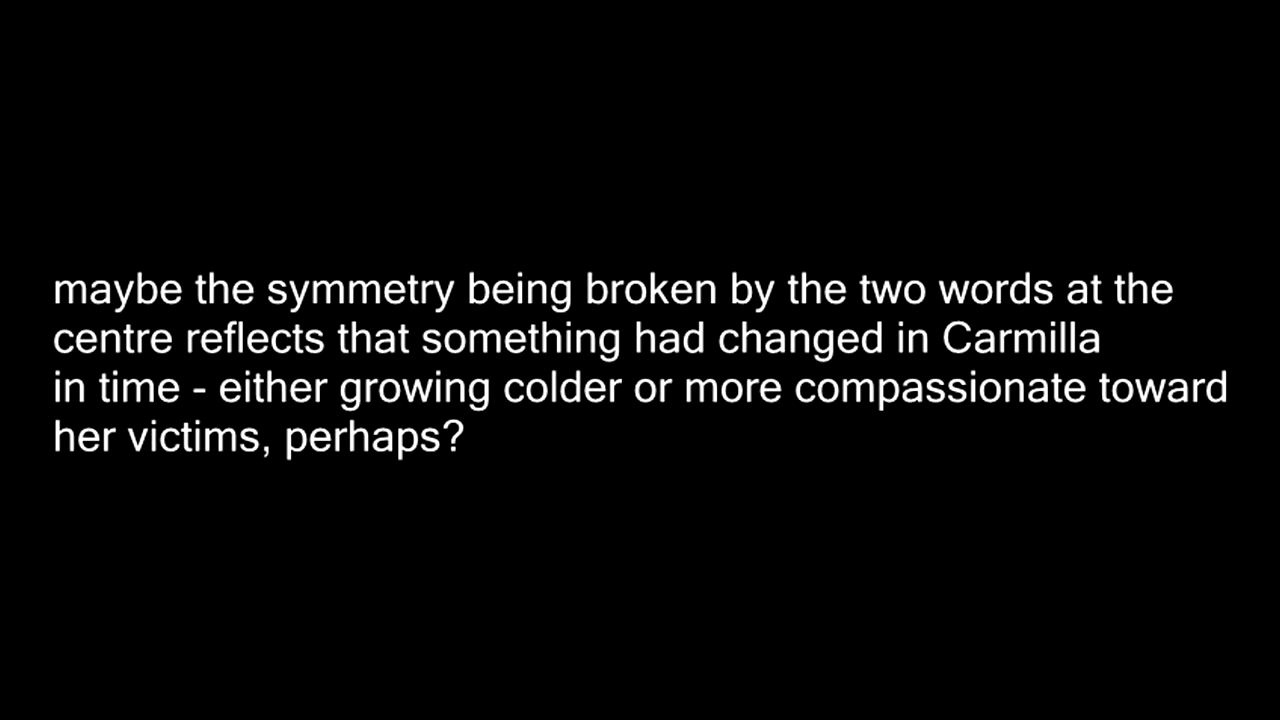 maybe the symmetry being broken by the two words at the
centre reflects that something had changed in Carmilla
in time - either growing colder or more compassionate toward
her victims, perhaps?